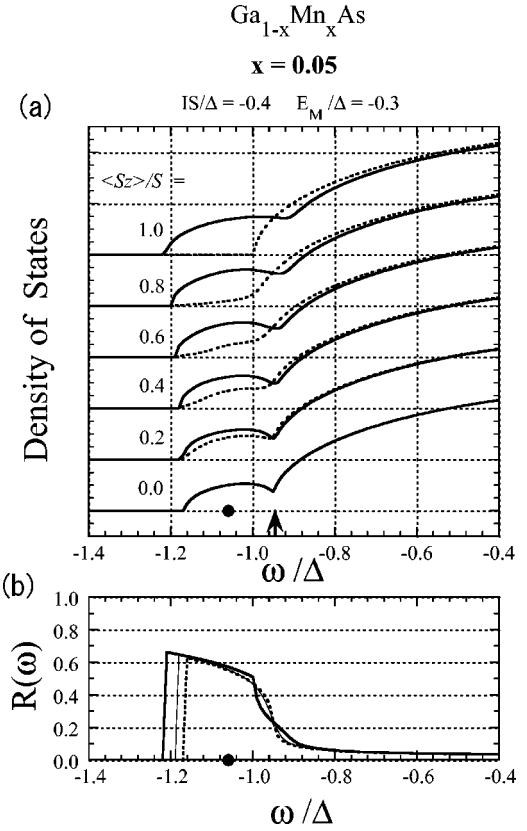 Ga1-xMnxAs
x = 0.05
(a)
IS/Δ = -0.4 EM/Δ = -0.3
<Sz>/S =
1.0
0.8
0.6
0.4
0.2
0.0
Density of States
-1.4 -1.2 -1.0 -0.8 -0.6 -0.4
ω/Δ
(b)
1.0
0.8
0.6
0.4
0.2
0.0
R(ω)
-1.4 -1.2 -1.0 -0.8 -0.6 -0.4
ω/Δ